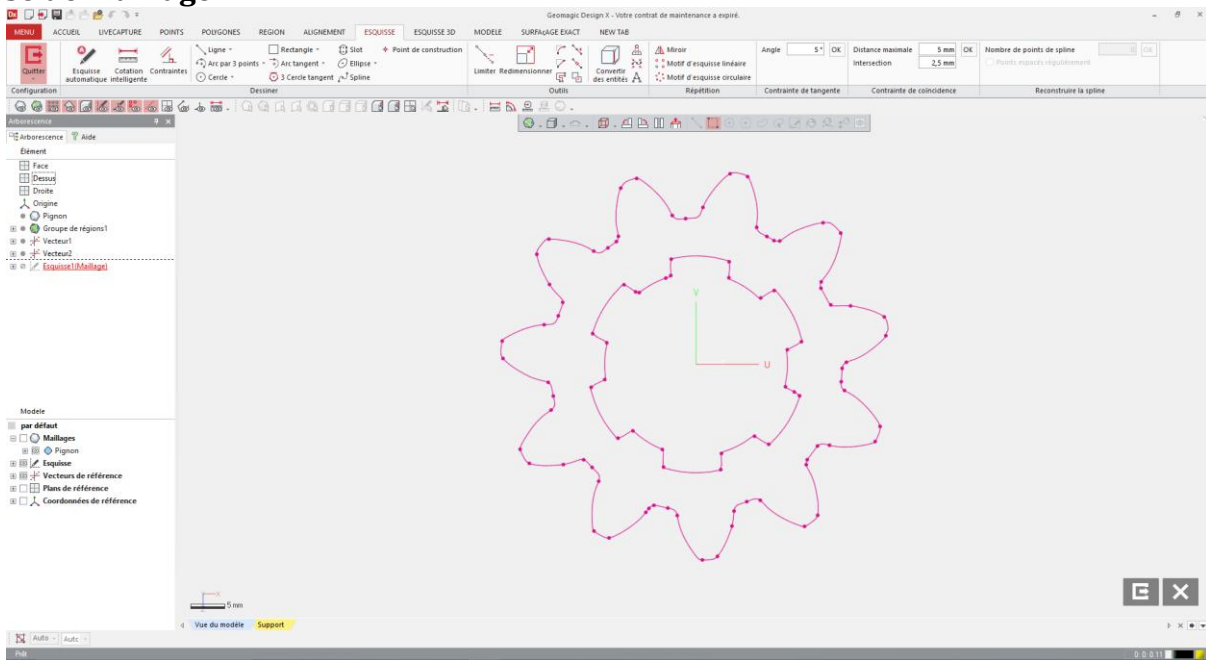 Geomagic Design X - Votre contrat de maintenance a expiré.
MENU ACCUEIL LIVECAPTURE POINTS POLYGONES REGION ALIGNEMENT ESQUISSE ESQUISSE 3D MODELE SURFAçAGE EXACT NEW TAB
Quitter
Esquisse automatique
Cotation intelligente
Contraintes
Ligne Rectangle Slot Point de construction
Arc par 3 points Arc tangent Ellipse
Cercle 3 Cercle tangent Spline
Limiter Redimensionner
Convertir des entités
Miroir
Motif d'esquisse linéaire
Motif d'esquisse circulaire
Angle 5° OK
Distance maximale 5 mm OK
Intersection 2,5 mm
Nombre de points de spline OK
Points espacés régulièrement
Configuration Dessiner Outils Répétition Contrainte de tangente Contrainte de coïncidence Reconstruire la spline
Arborescence
Arborescence Aide
Élément
Face
Dessus
Droite
Origine
Pignon
Groupe de régions1
Vecteur1
Vecteur2
Esquisse1(Maillage)
V
U
Modele
par défaut
Maillages
Pignon
Esquisse
Vecteurs de référence
Plans de référence
Coordonnées de référence
X
5 mm
Vue du modèle Support
Auto Auto
Prêt